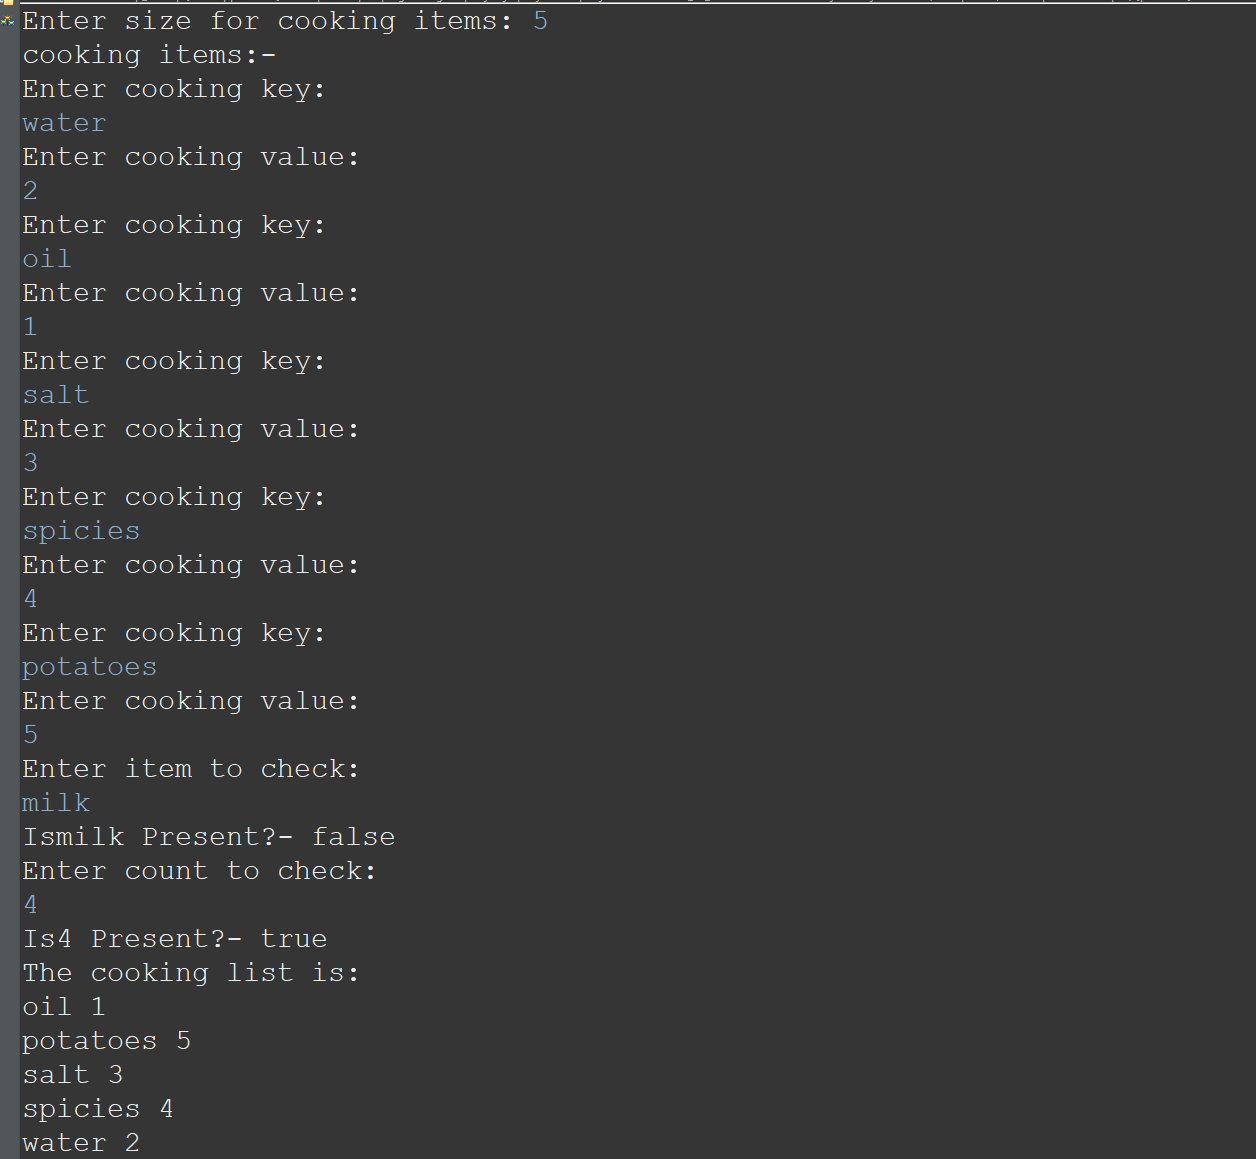 Enter size for cooking items: 5
cooking items:-
Enter cooking key:
water
Enter cooking value:
2
Enter cooking key:
oil
Enter cooking value:
1
Enter cooking key:
salt
Enter cooking value:
3
Enter cooking key:
spicies
Enter cooking value:
4
Enter cooking key:
potatoes
Enter cooking value:
5
Enter item to check:
milk
Ismilk Present?- false
Enter count to check:
4
Is4 Present?- true
The cooking list is:
oil 1
potatoes 5
salt 3
spicies 4
water 2